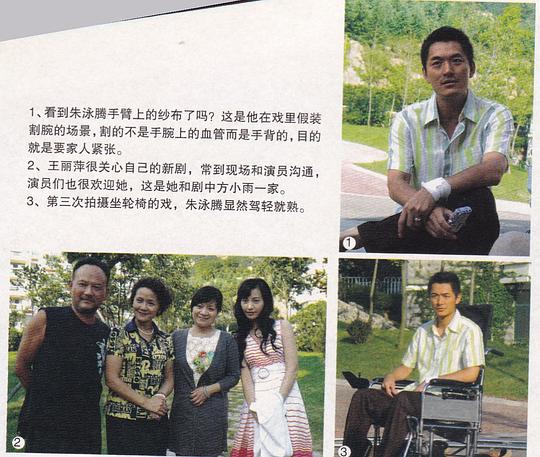 1、看到朱泳腾手臂上的纱布了吗？这是他在戏里假装
割腕的场景，割的不是手腕上的血管而是手背的，目的
就是要家人紧张。
2、王丽萍很关心自己的新剧，常到现场和演员沟通，
演员们也很欢迎她，这是她和剧中方小雨一家。
3、第三次拍摄坐轮椅的戏，朱泳腾显然驾轻就熟。
1
2
3